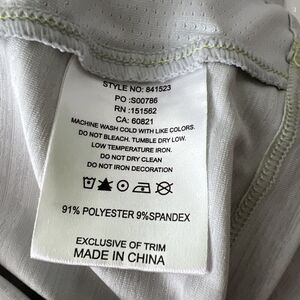 STYLE NO: 841523
PO : S00786
RN : 151562
CA: 60821
MACHINE WASH COLD WITH LIKE COLORS.
DO NOT BLEACH. TUMBLE DRY LOW.
LOW TEMPERATURE IRON.
DO NOT DRY CLEAN
DO NOT IRON DECORATION
91% POLYESTER 9%SPANDEX
EXCLUSIVE OF TRIM
MADE IN CHINA